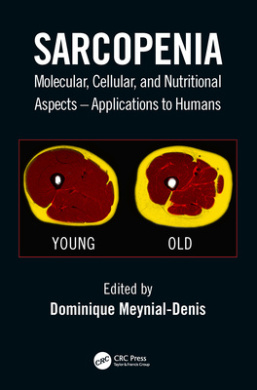 SARCOPENIA
Molecular, Cellular, and Nutritional
Aspects – Applications to Humans
YOUNG
OLD
Edited by
Dominique Meynial-Denis
CRC
CRC Press
Taylor & Francis Group